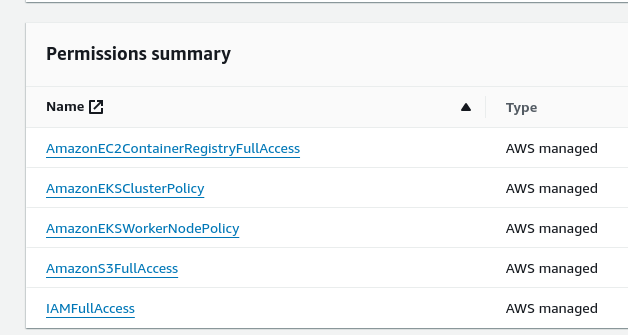 Permissions summary
Name Type
AmazonEC2ContainerRegistryFullAccess AWS managed
AmazonEKSClusterPolicy AWS managed
AmazonEKSWorkerNodePolicy AWS managed
AmazonS3FullAccess AWS managed
IAMFullAccess AWS managed